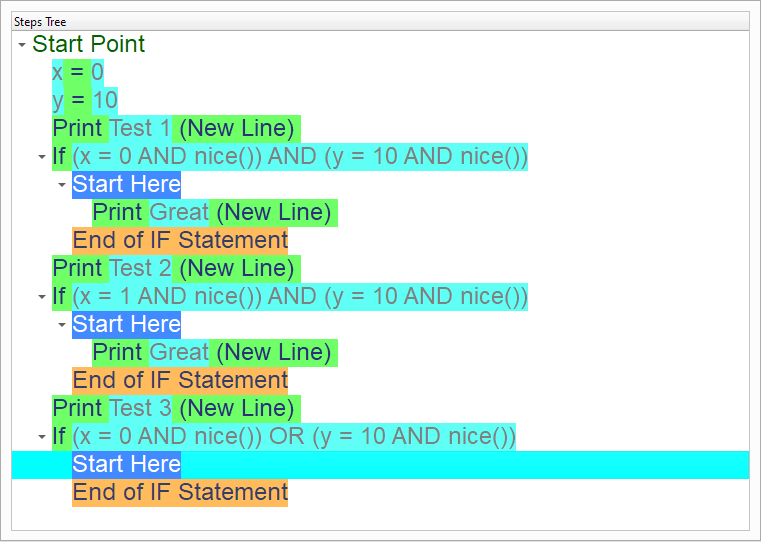 Steps Tree
Start Point
x = 0
y = 10
Print Test 1 (New Line)
If (x = 0 AND nice()) AND (y = 10 AND nice())
Start Here
Print Great (New Line)
End of IF Statement
Print Test 2 (New Line)
If (x = 1 AND nice()) AND (y = 10 AND nice())
Start Here
Print Great (New Line)
End of IF Statement
Print Test 3 (New Line)
If (x = 0 AND nice()) OR (y = 10 AND nice())
Start Here
End of IF Statement